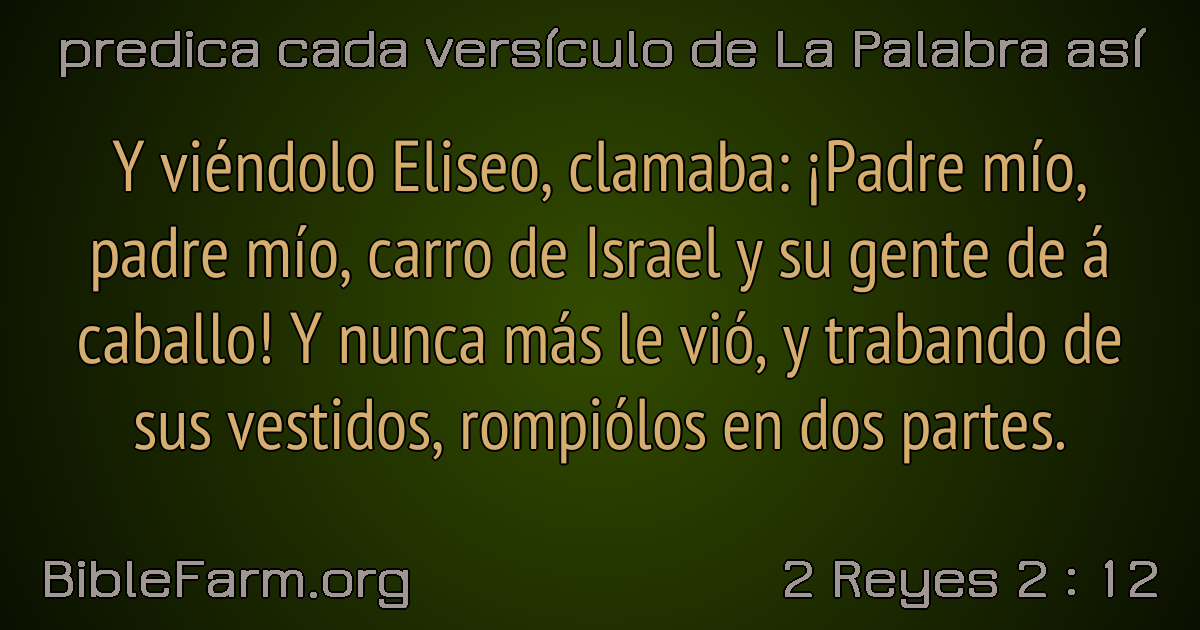 predica cada versículo de La Palabra así
Y viéndolo Eliseo, clamaba: ¡Padre mío,
padre mío, carro de Israel y su gente de á
caballo! Y nunca más le vió, y trabando de
sus vestidos, rompiólos en dos partes.
BibleFarm.org
2 Reyes 2 : 12